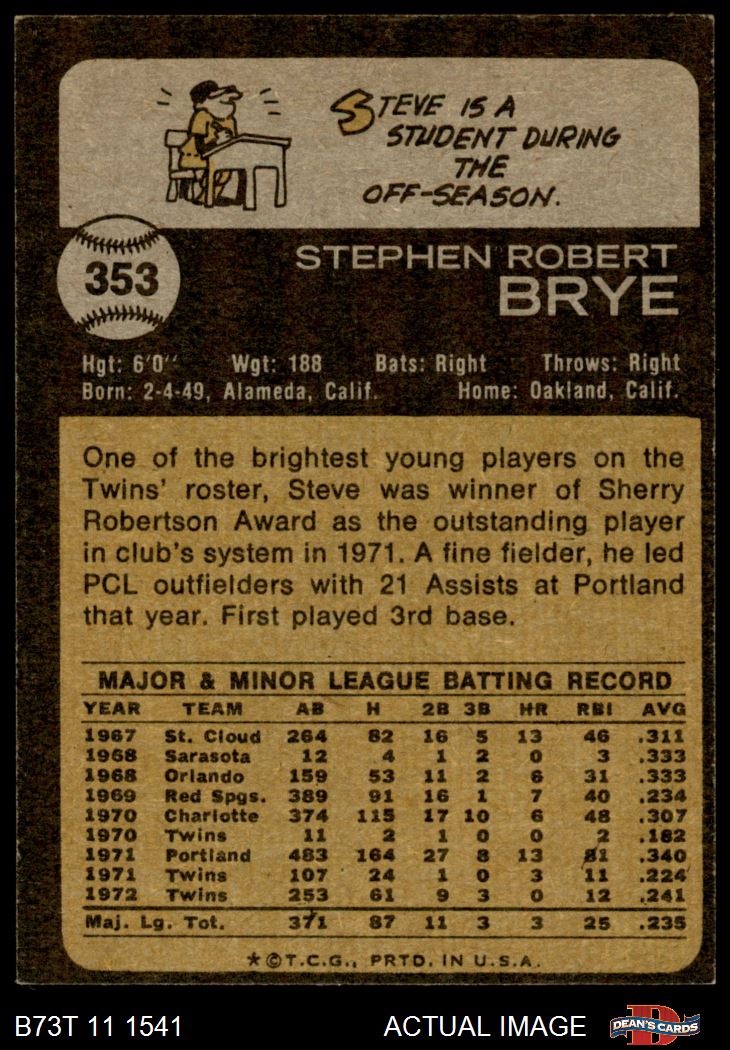 STEVE IS A
STUDENT DURING
THE
OFF-SEASON.
353
STEPHEN ROBERT
BRYE
Hgt: 6'0" Wgt: 188 Bats: Right Throws: Right
Born: 2-4-49, Alameda, Calif. Home: Oakland, Calif.
One of the brightest young players on the
Twins' roster, Steve was winner of Sherry
Robertson Award as the outstanding player
in club's system in 1971. A fine fielder, he led
PCL outfielders with 21 Assists at Portland
that year. First played 3rd base.
MAJOR & MINOR LEAGUE BATTING RECORD
YEAR TEAM AB H 2B 3B HR RBI AVG
1967 St. Cloud 264 82 16 5 13 46 .311
1968 Sarasota 12 4 1 2 0 3 .333
1968 Orlando 159 53 11 2 6 31 .333
1969 Red Spgs. 389 91 16 1 7 40 .234
1970 Charlotte 374 115 17 10 6 48 .307
1970 Twins 11 2 1 0 0 2 .182
1971 Portland 483 164 27 8 13 81 .340
1971 Twins 107 24 1 0 3 11 .224
1972 Twins 253 61 9 3 0 12 .241
Maj. Lg. Tot. 371 87 11 3 3 25 .235
★©T.C.G., PRTD. IN U.S.A.
B73T 11 1541 ACTUAL IMAGE D DEAN'S CARDS